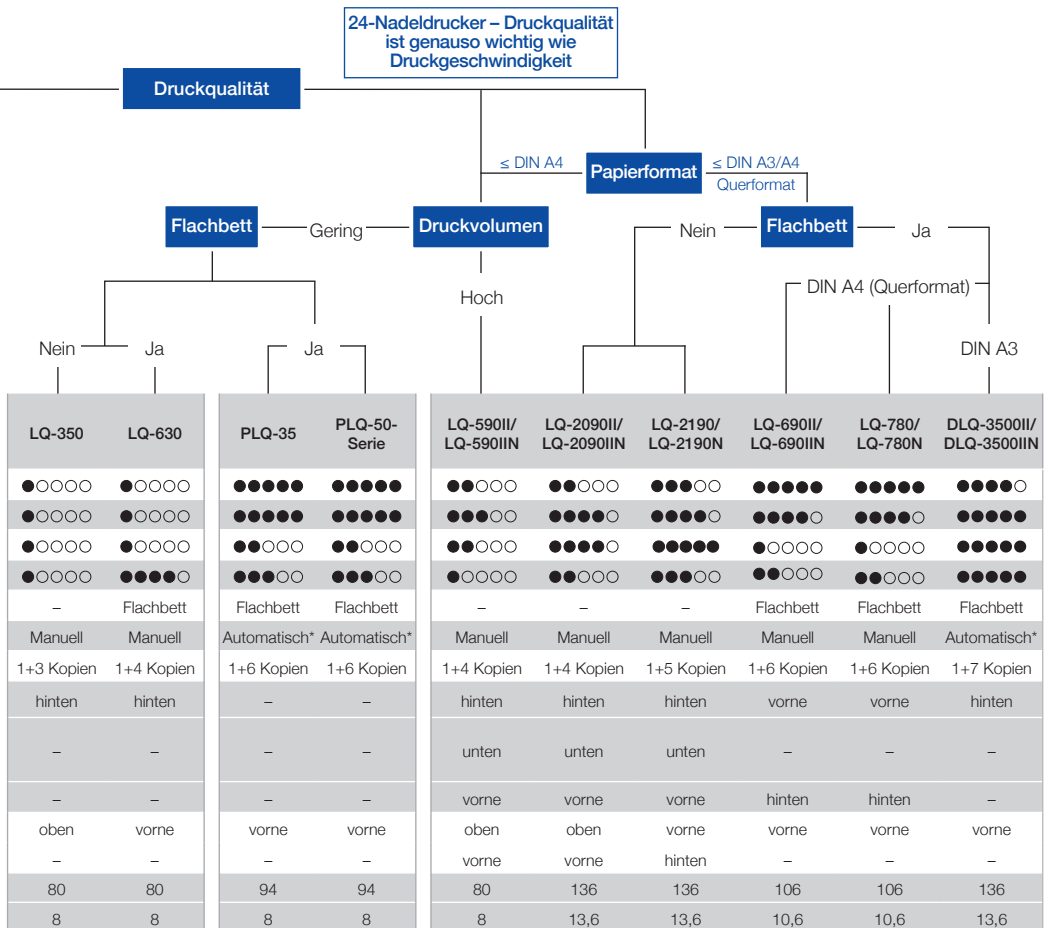 24-Nadeldrucker – Druckqualität
ist genauso wichtig wie
Druckgeschwindigkeit
Druckqualität
≤ DIN A4
Papierformat
≤ DIN A3/A4
Querformat
Flachbett
Gering
Druckvolumen
Nein
Flachbett
Ja
Hoch
DIN A4 (Querformat)
Nein
Ja
Ja
DIN A3
LQ-350
LQ-630
PLQ-35
PLQ-50-
Serie
LQ-590II/
LQ-590IIN
LQ-2090II/
LQ-2090IIN
LQ-2190/
LQ-2190N
LQ-690II/
LQ-690IIN
LQ-780/
LQ-780N
DLQ-3500II/
DLQ-3500IIN
– Flachbett Flachbett Flachbett – – – Flachbett Flachbett Flachbett
Manuell Manuell Automatisch* Automatisch* Manuell Manuell Manuell Manuell Manuell Automatisch*
1+3 Kopien 1+4 Kopien 1+6 Kopien 1+6 Kopien 1+4 Kopien 1+4 Kopien 1+5 Kopien 1+6 Kopien 1+6 Kopien 1+7 Kopien
hinten hinten – – hinten hinten hinten vorne vorne hinten
– – – – unten unten unten – – –
– – – – vorne vorne vorne hinten hinten –
oben vorne vorne vorne oben oben vorne vorne vorne vorne
– – – – vorne vorne hinten – – –
80 80 94 94 80 136 136 106 106 136
8 8 8 8 8 13,6 13,6 10,6 10,6 13,6